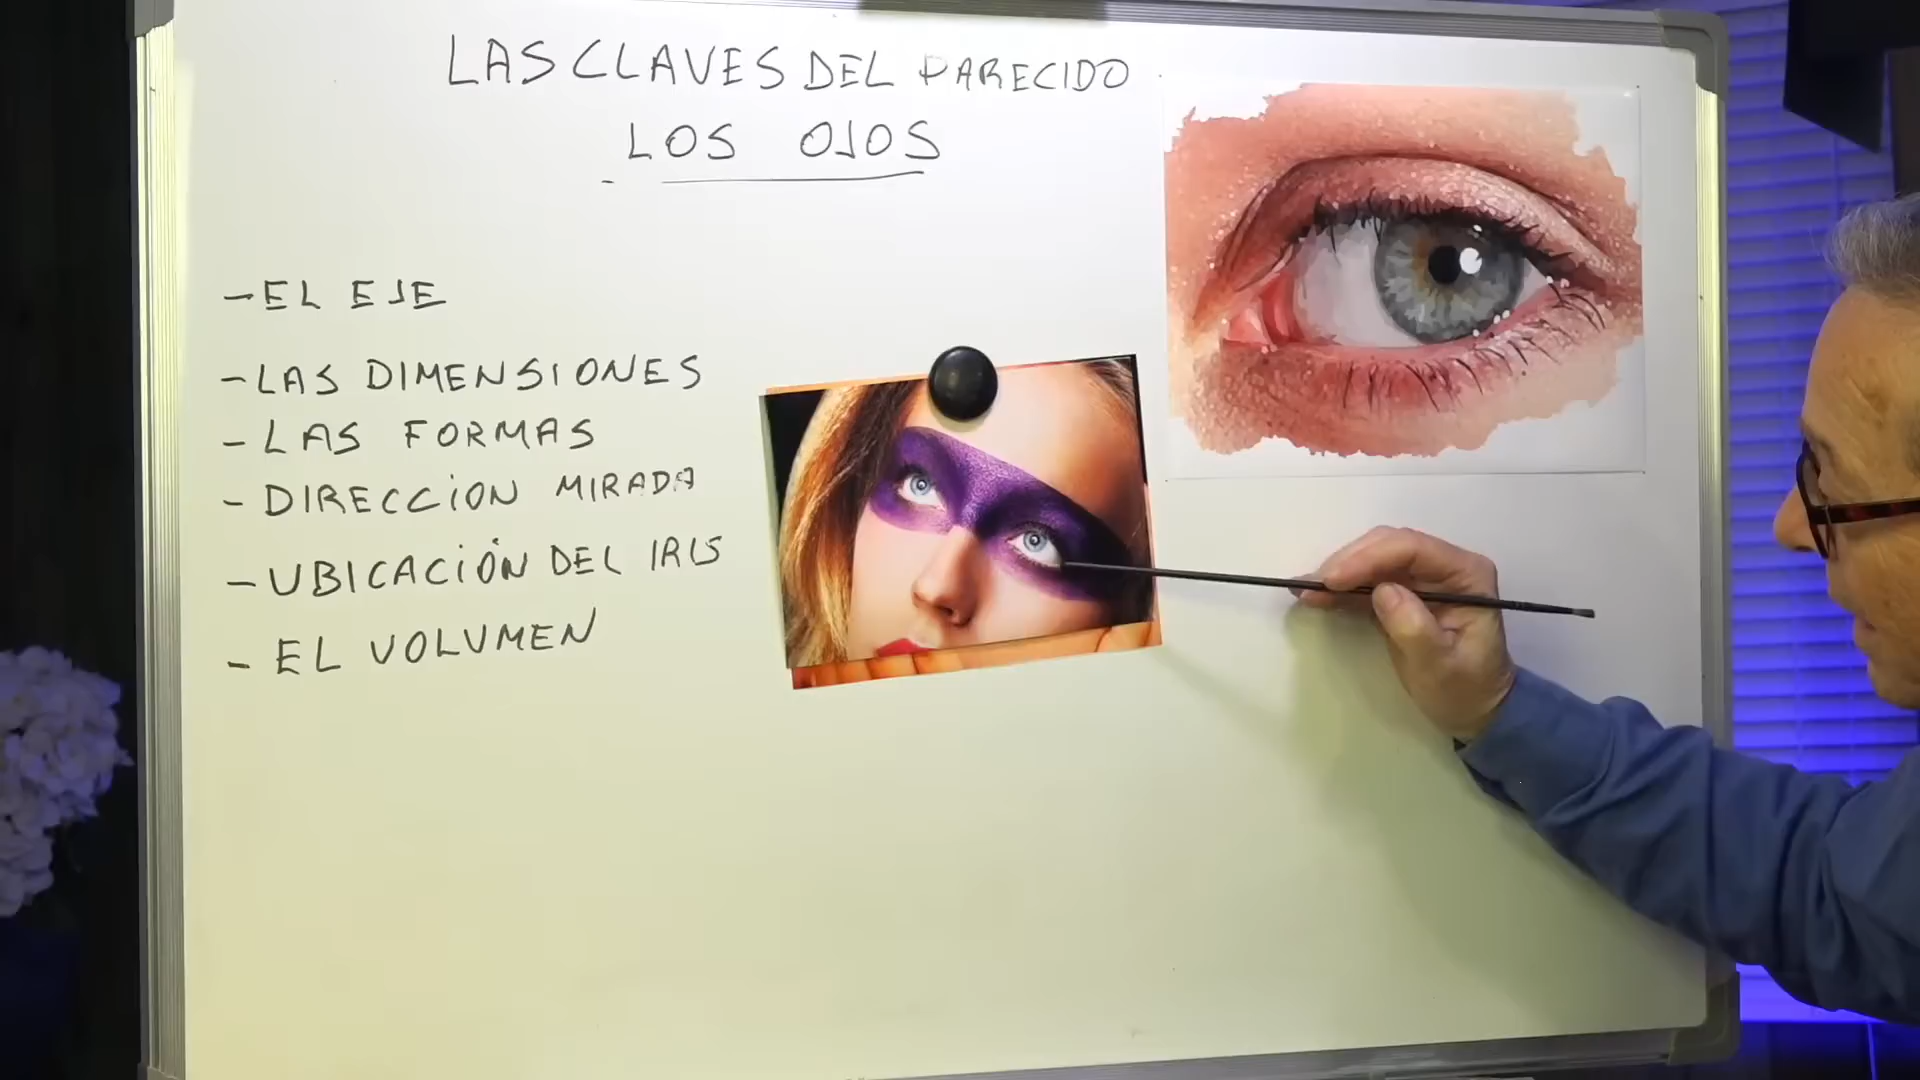 LAS CLAVES DEL PARECIDO
LOS OJOS
- EL EJE
- LAS DIMENSIONES
- LAS FORMAS
- DIRECCION MIRADA
- UBICACIÓN DEL IRIS
- EL VOLUMEN